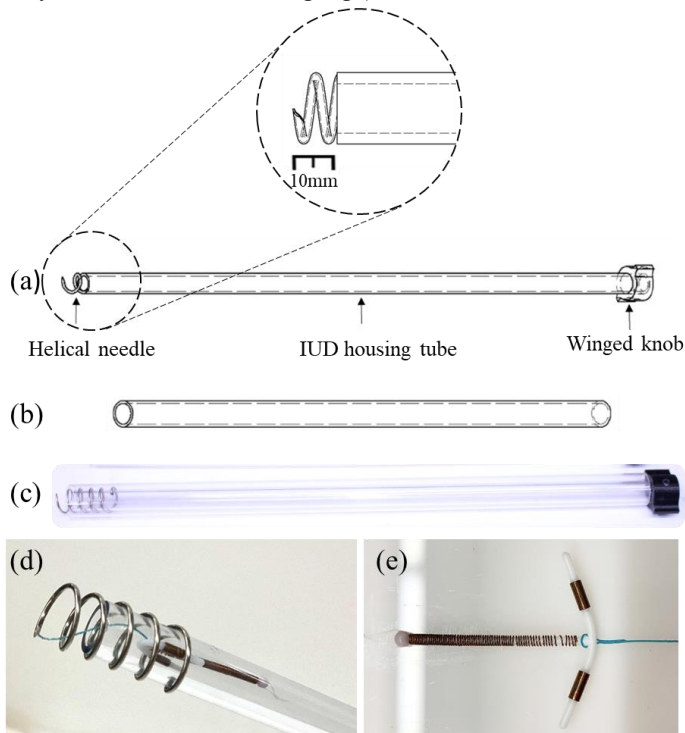 10mm
(a)
Helical needle
IUD housing tube
Winged knob
(b)
(c)
(d)
(e)